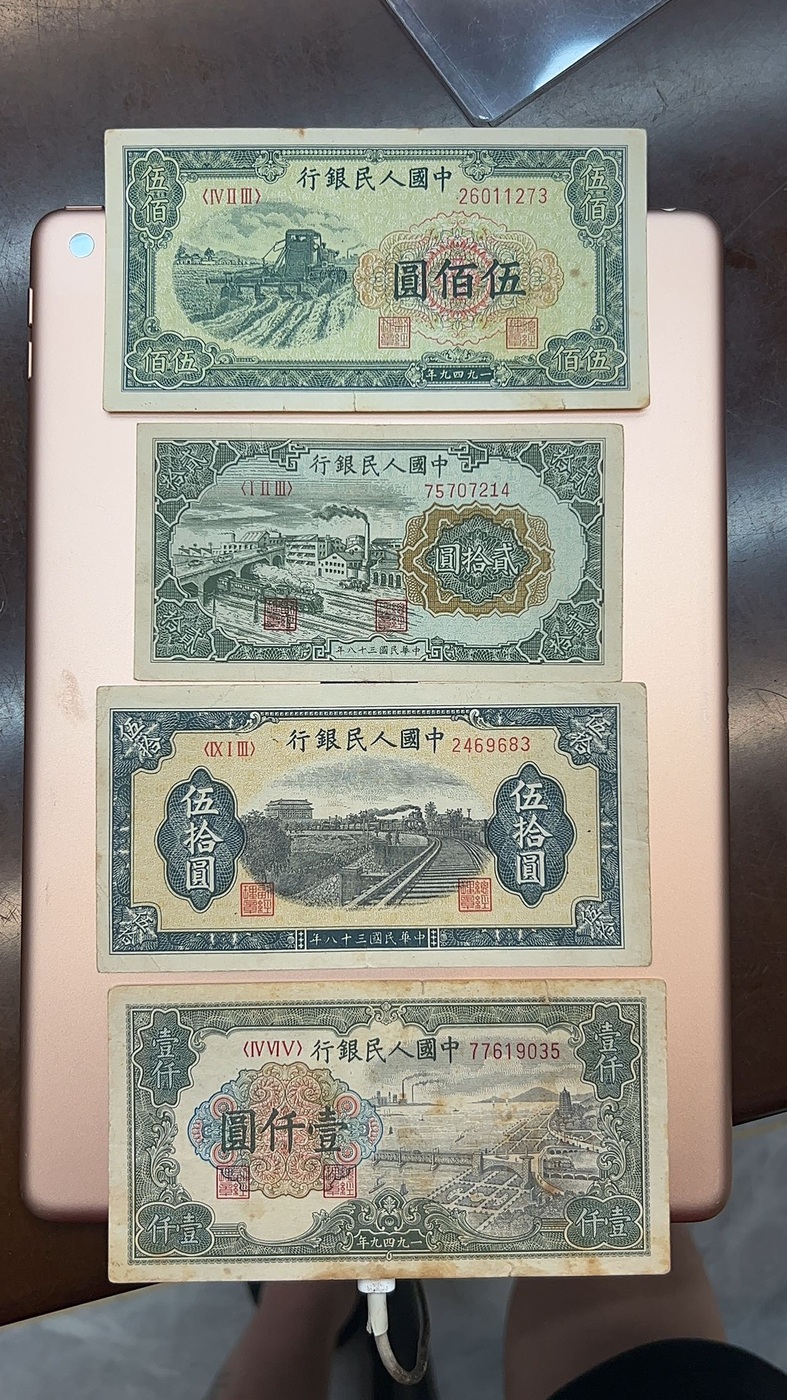 中國人民銀行
伍佰
伍佰
〈IV II III〉
26011273
伍佰圓
伍佰
伍佰
一九四九年
中國人民銀行
〈I II III〉
75707214
貳拾圓
中華民國三十八年
中國人民銀行
〈IX I III〉
2469683
伍拾圓
伍拾圓
中華民國三十八年
壹仟
壹仟
〈IV VI V〉
中國人民銀行
77619035
壹仟圓
壹仟
壹仟
一九四九年